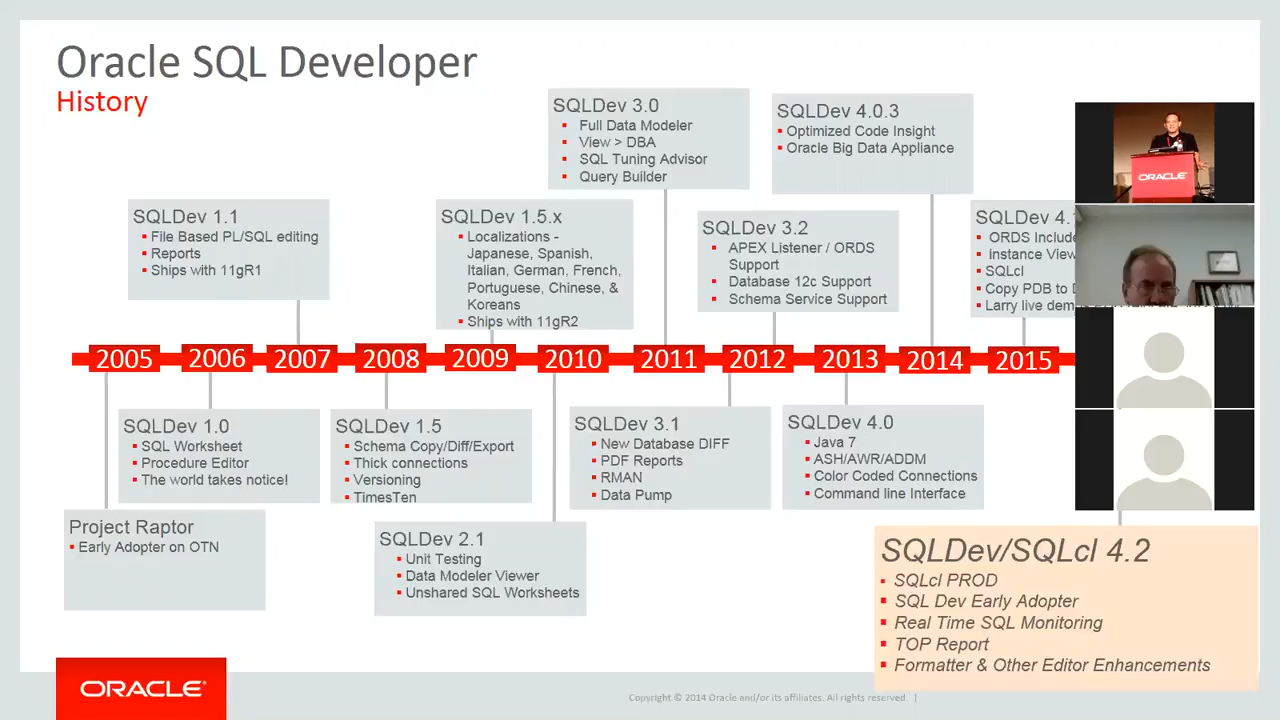 Oracle SQL Developer
History
SQLDev 3.0
Full Data Modeler
View > DBA
SQL Tuning Advisor
Query Builder
SQLDev 4.0.3
Optimized Code Insight
Oracle Big Data Appliance
ORACLE
SQLDev 1.1
File Based PL/SQL editing
Reports
Ships with 11gR1
SQLDev 1.5.x
Localizations -
Japanese, Spanish,
Italian, German, French,
Portuguese, Chinese, &
Koreans
Ships with 11gR2
SQLDev 3.2
APEX Listener / ORDS
Support
Database 12c Support
Schema Service Support
SQLDev 4.
ORDS Include
Instance View
SQLcl
Copy PDB to
Larry live dem
2005 2006 2007 2008 2009 2010 2011 2012 2013 2014 2015
SQLDev 1.0
SQL Worksheet
Procedure Editor
The world takes notice!
SQLDev 1.5
Schema Copy/Diff/Export
Thick connections
Versioning
TimesTen
SQLDev 3.1
New Database DIFF
PDF Reports
RMAN
Data Pump
SQLDev 4.0
Java 7
ASH/AWR/ADDM
Color Coded Connections
Command line Interface
Project Raptor
Early Adopter on OTN
SQLDev 2.1
Unit Testing
Data Modeler Viewer
Unshared SQL Worksheets
SQLDev/SQLcl 4.2
SQLcl PROD
SQL Dev Early Adopter
Real Time SQL Monitoring
TOP Report
Formatter & Other Editor Enhancements
ORACLE
Copyright © 2014 Oracle and/or its affiliates. All rights reserved. |